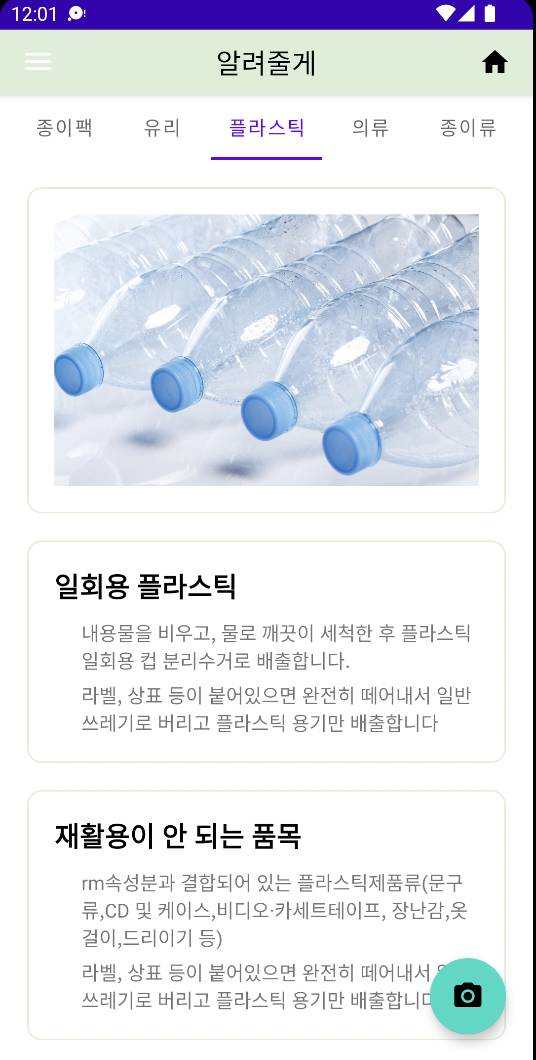 12:01
알려줄게
종이팩 유리 플라스틱 의류 종이류
일회용 플라스틱
내용물을 비우고, 물로 깨끗이 세척한 후 플라스틱
일회용 컵 분리수거로 배출합니다.
라벨, 상표 등이 붙어있으면 완전히 떼어내서 일반
쓰레기로 버리고 플라스틱 용기만 배출합니다
재활용이 안 되는 품목
rm속성분과 결합되어 있는 플라스틱제품류(문구
류,CD 및 케이스,비디오·카세트테이프, 장난감,옷
걸이,드리이기 등)
라벨, 상표 등이 붙어있으면 완전히 떼어내서
쓰레기로 버리고 플라스틱 용기만 배출합니다